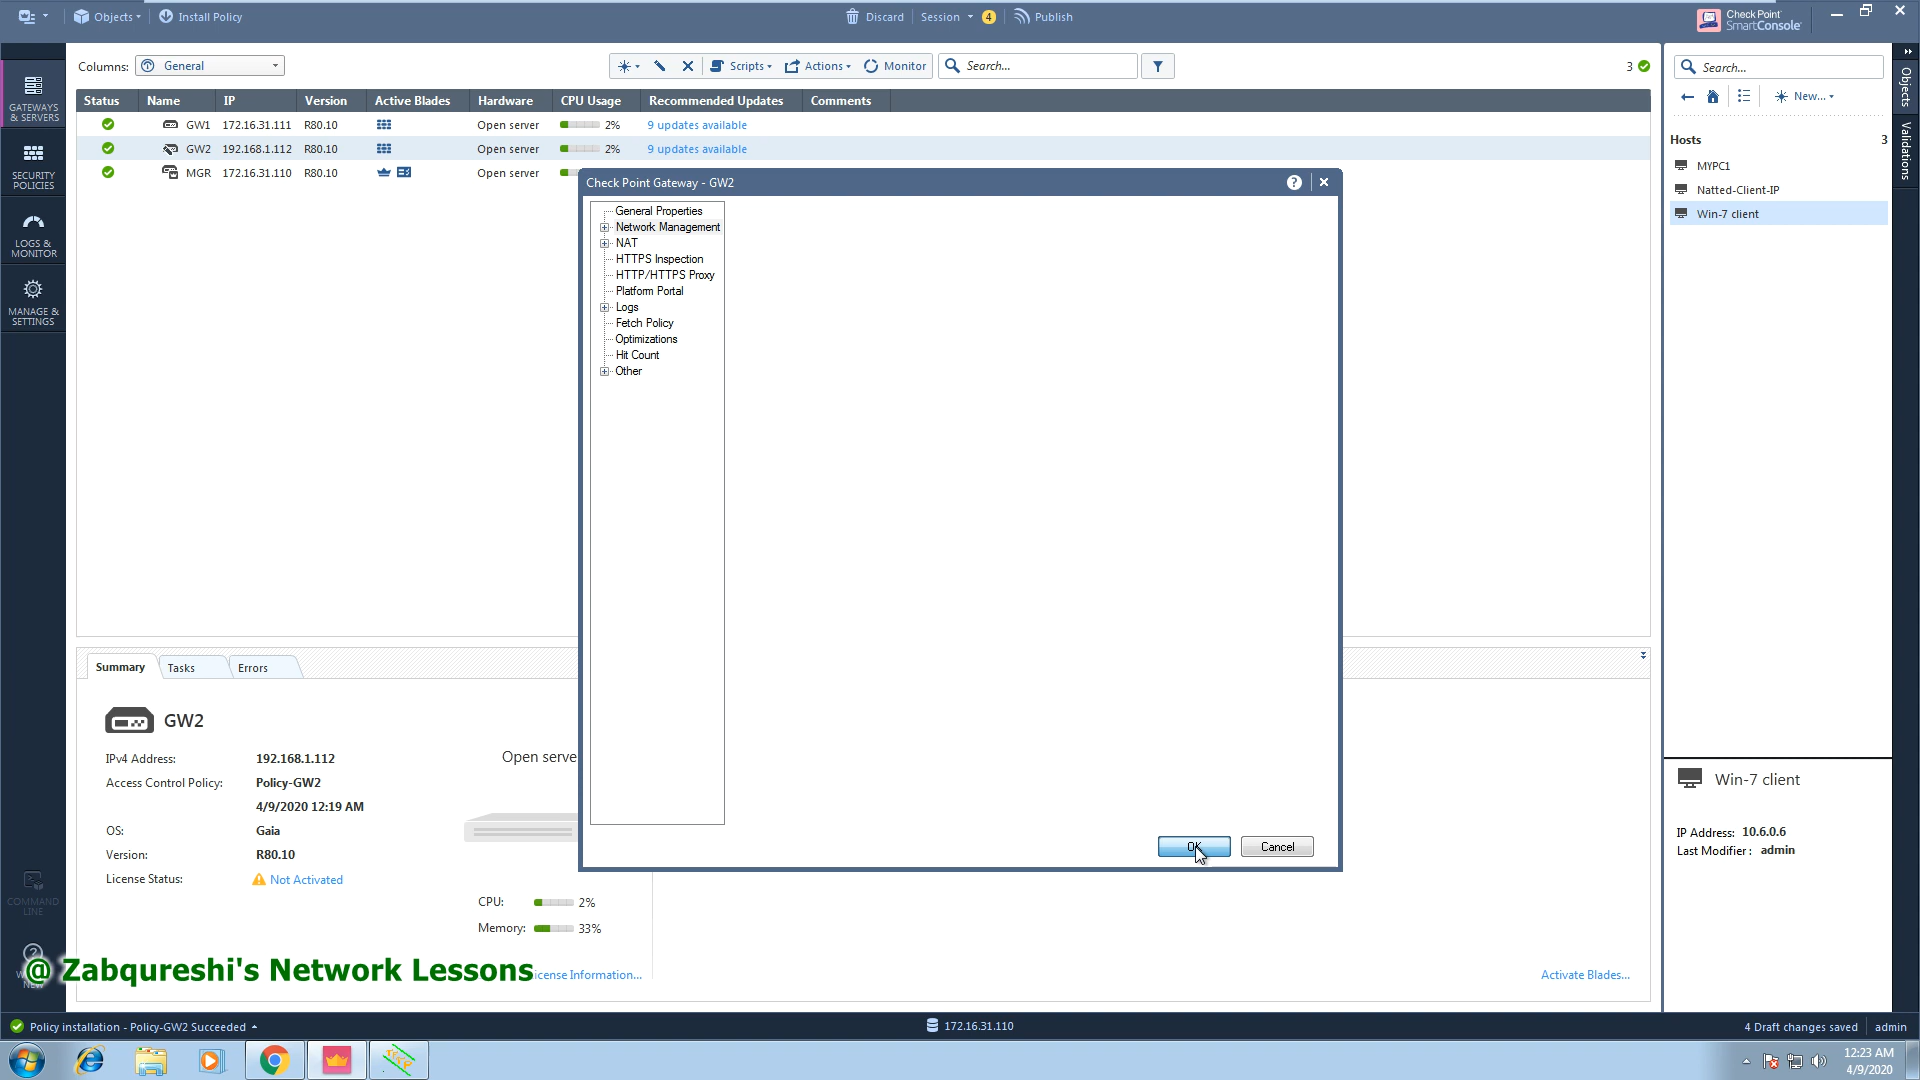 Objects
Install Policy
Discard
Session
4
Publish
Check Point
SmartConsole
Columns:
General
Scripts
Actions
Monitor
Search...
3
Status Name IP Version Active Blades Hardware CPU Usage Recommended Updates Comments
GW1 172.16.31.111 R80.10 Open server 2% 9 updates available
GW2 192.168.1.112 R80.10 Open server 2% 9 updates available
MGR 172.16.31.110 R80.10 Open server
GATEWAYS
& SERVERS
SECURITY
POLICIES
LOGS &
MONITOR
MANAGE &
SETTINGS
COMMAND
LINE
Check Point Gateway - GW2
General Properties
Network Management
NAT
HTTPS Inspection
HTTP/HTTPS Proxy
Platform Portal
Logs
Fetch Policy
Optimizations
Hit Count
Other
OK
Cancel
Search...
New...
Hosts 3
MYPC1
Natted-Client-IP
Win-7 client
Objects
Validations
Win-7 client
IP Address: 10.6.0.6
Last Modifier: admin
Summary
Tasks
Errors
GW2
IPv4 Address: 192.168.1.112
Access Control Policy: Policy-GW2
4/9/2020 12:19 AM
OS: Gaia
Version: R80.10
License Status: Not Activated
Open serve
CPU: 2%
Memory: 33%
icense Information...
Activate Blades...
@ Zabqureshi's Network Lessons
Policy installation - Policy-GW2 Succeeded
172.16.31.110
4 Draft changes saved
admin
12:23 AM
4/9/2020